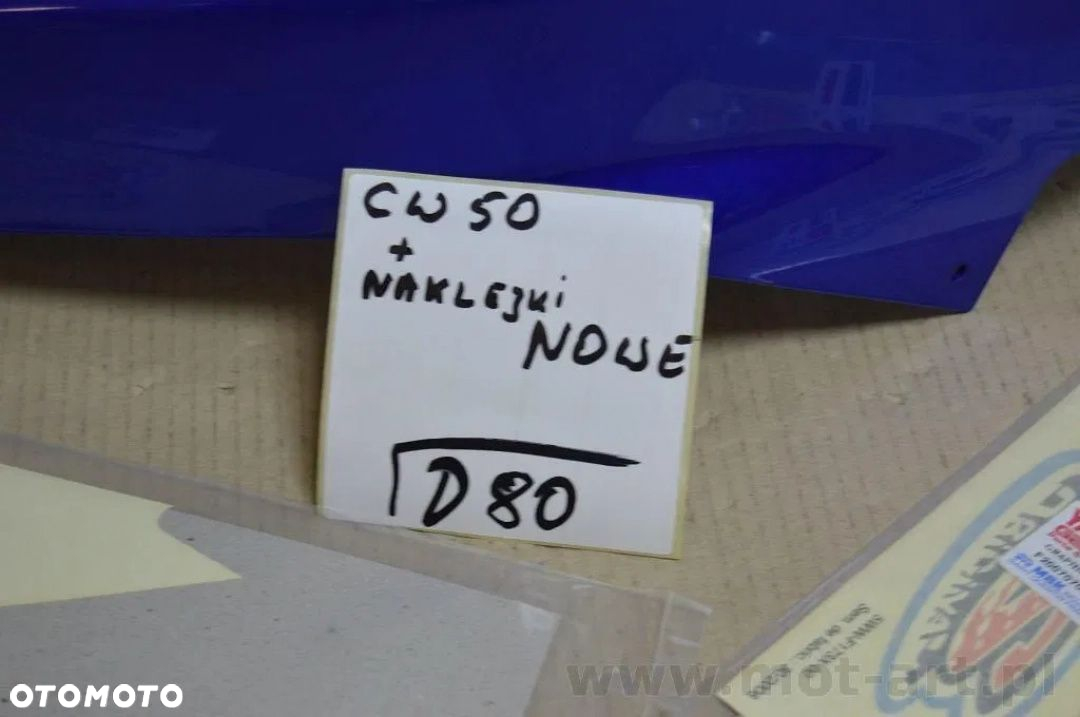 CW 50
+
NAKLEJKI
NOWE
D80
www.mot-art.pl
OTOMOTO